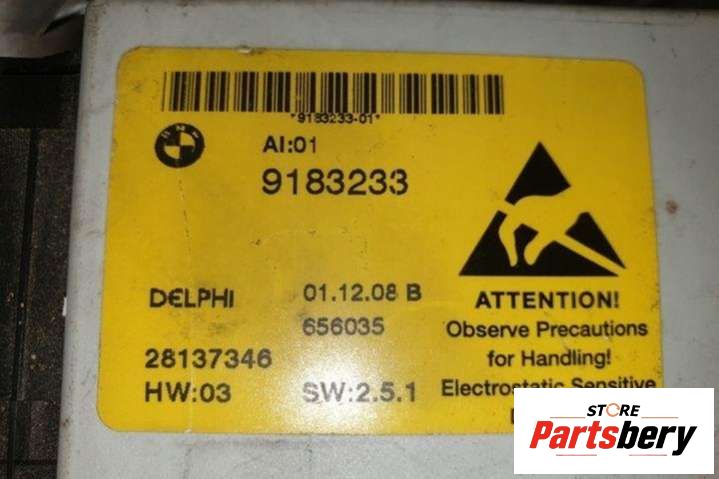 *9183233-01*
BMW
AI:01
9183233
DELPHI
01.12.08 B
656035
28137346
HW:03
SW:2.5.1
ATTENTION!
Observe Precautions
for Handling!
Electrostatic Sensitive
STORE
Partsbery